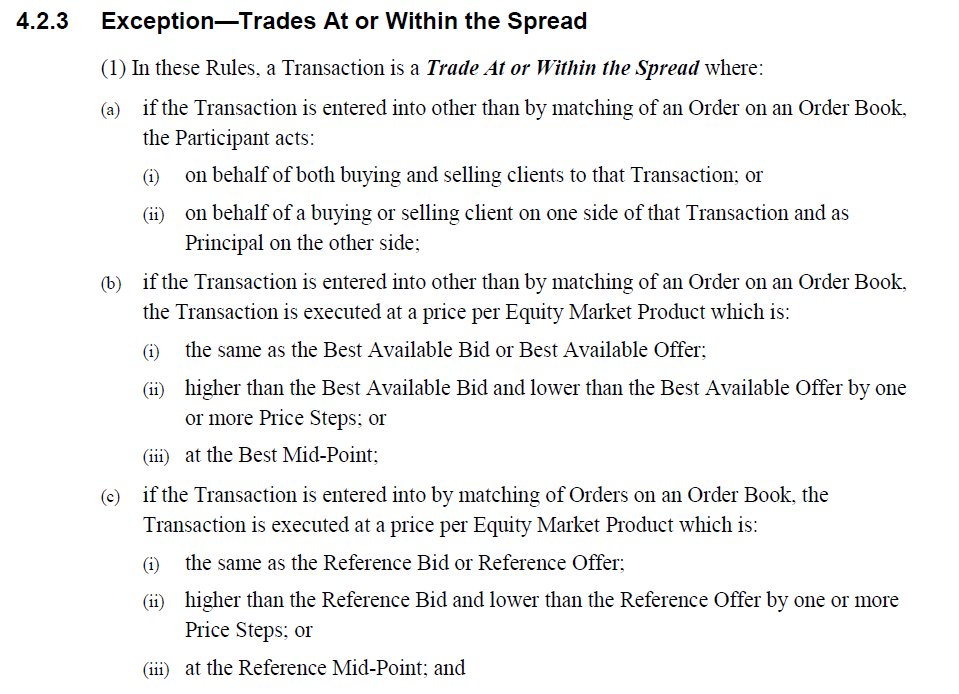 4.2.3 Exception—Trades At or Within the Spread
(1) In these Rules, a Transaction is a Trade At or Within the Spread where:
(a) if the Transaction is entered into other than by matching of an Order on an Order Book,
the Participant acts:
(i) on behalf of both buying and selling clients to that Transaction; or
(ii) on behalf of a buying or selling client on one side of that Transaction and as
Principal on the other side;
(b) if the Transaction is entered into other than by matching of an Order on an Order Book,
the Transaction is executed at a price per Equity Market Product which is:
(i) the same as the Best Available Bid or Best Available Offer;
(ii) higher than the Best Available Bid and lower than the Best Available Offer by one
or more Price Steps; or
(iii) at the Best Mid-Point;
(c) if the Transaction is entered into by matching of Orders on an Order Book, the
Transaction is executed at a price per Equity Market Product which is:
(i) the same as the Reference Bid or Reference Offer;
(ii) higher than the Reference Bid and lower than the Reference Offer by one or more
Price Steps; or
(iii) at the Reference Mid-Point; and